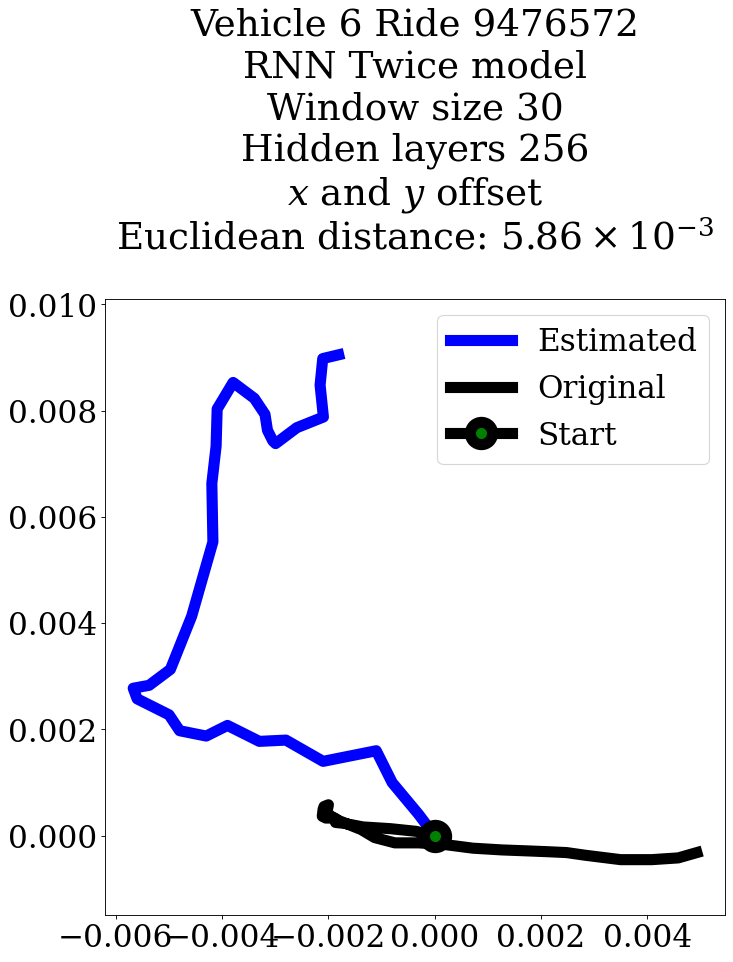 Vehicle 6 Ride 9476572
RNN Twice model
Window size 30
Hidden layers 256
x and y offset
Euclidean distance: 5.86 × 10⁻³
Estimated
Original
Start
0.010
0.008
0.006
0.004
0.002
0.000
−0.006 −0.004 −0.002 0.000 0.002 0.004